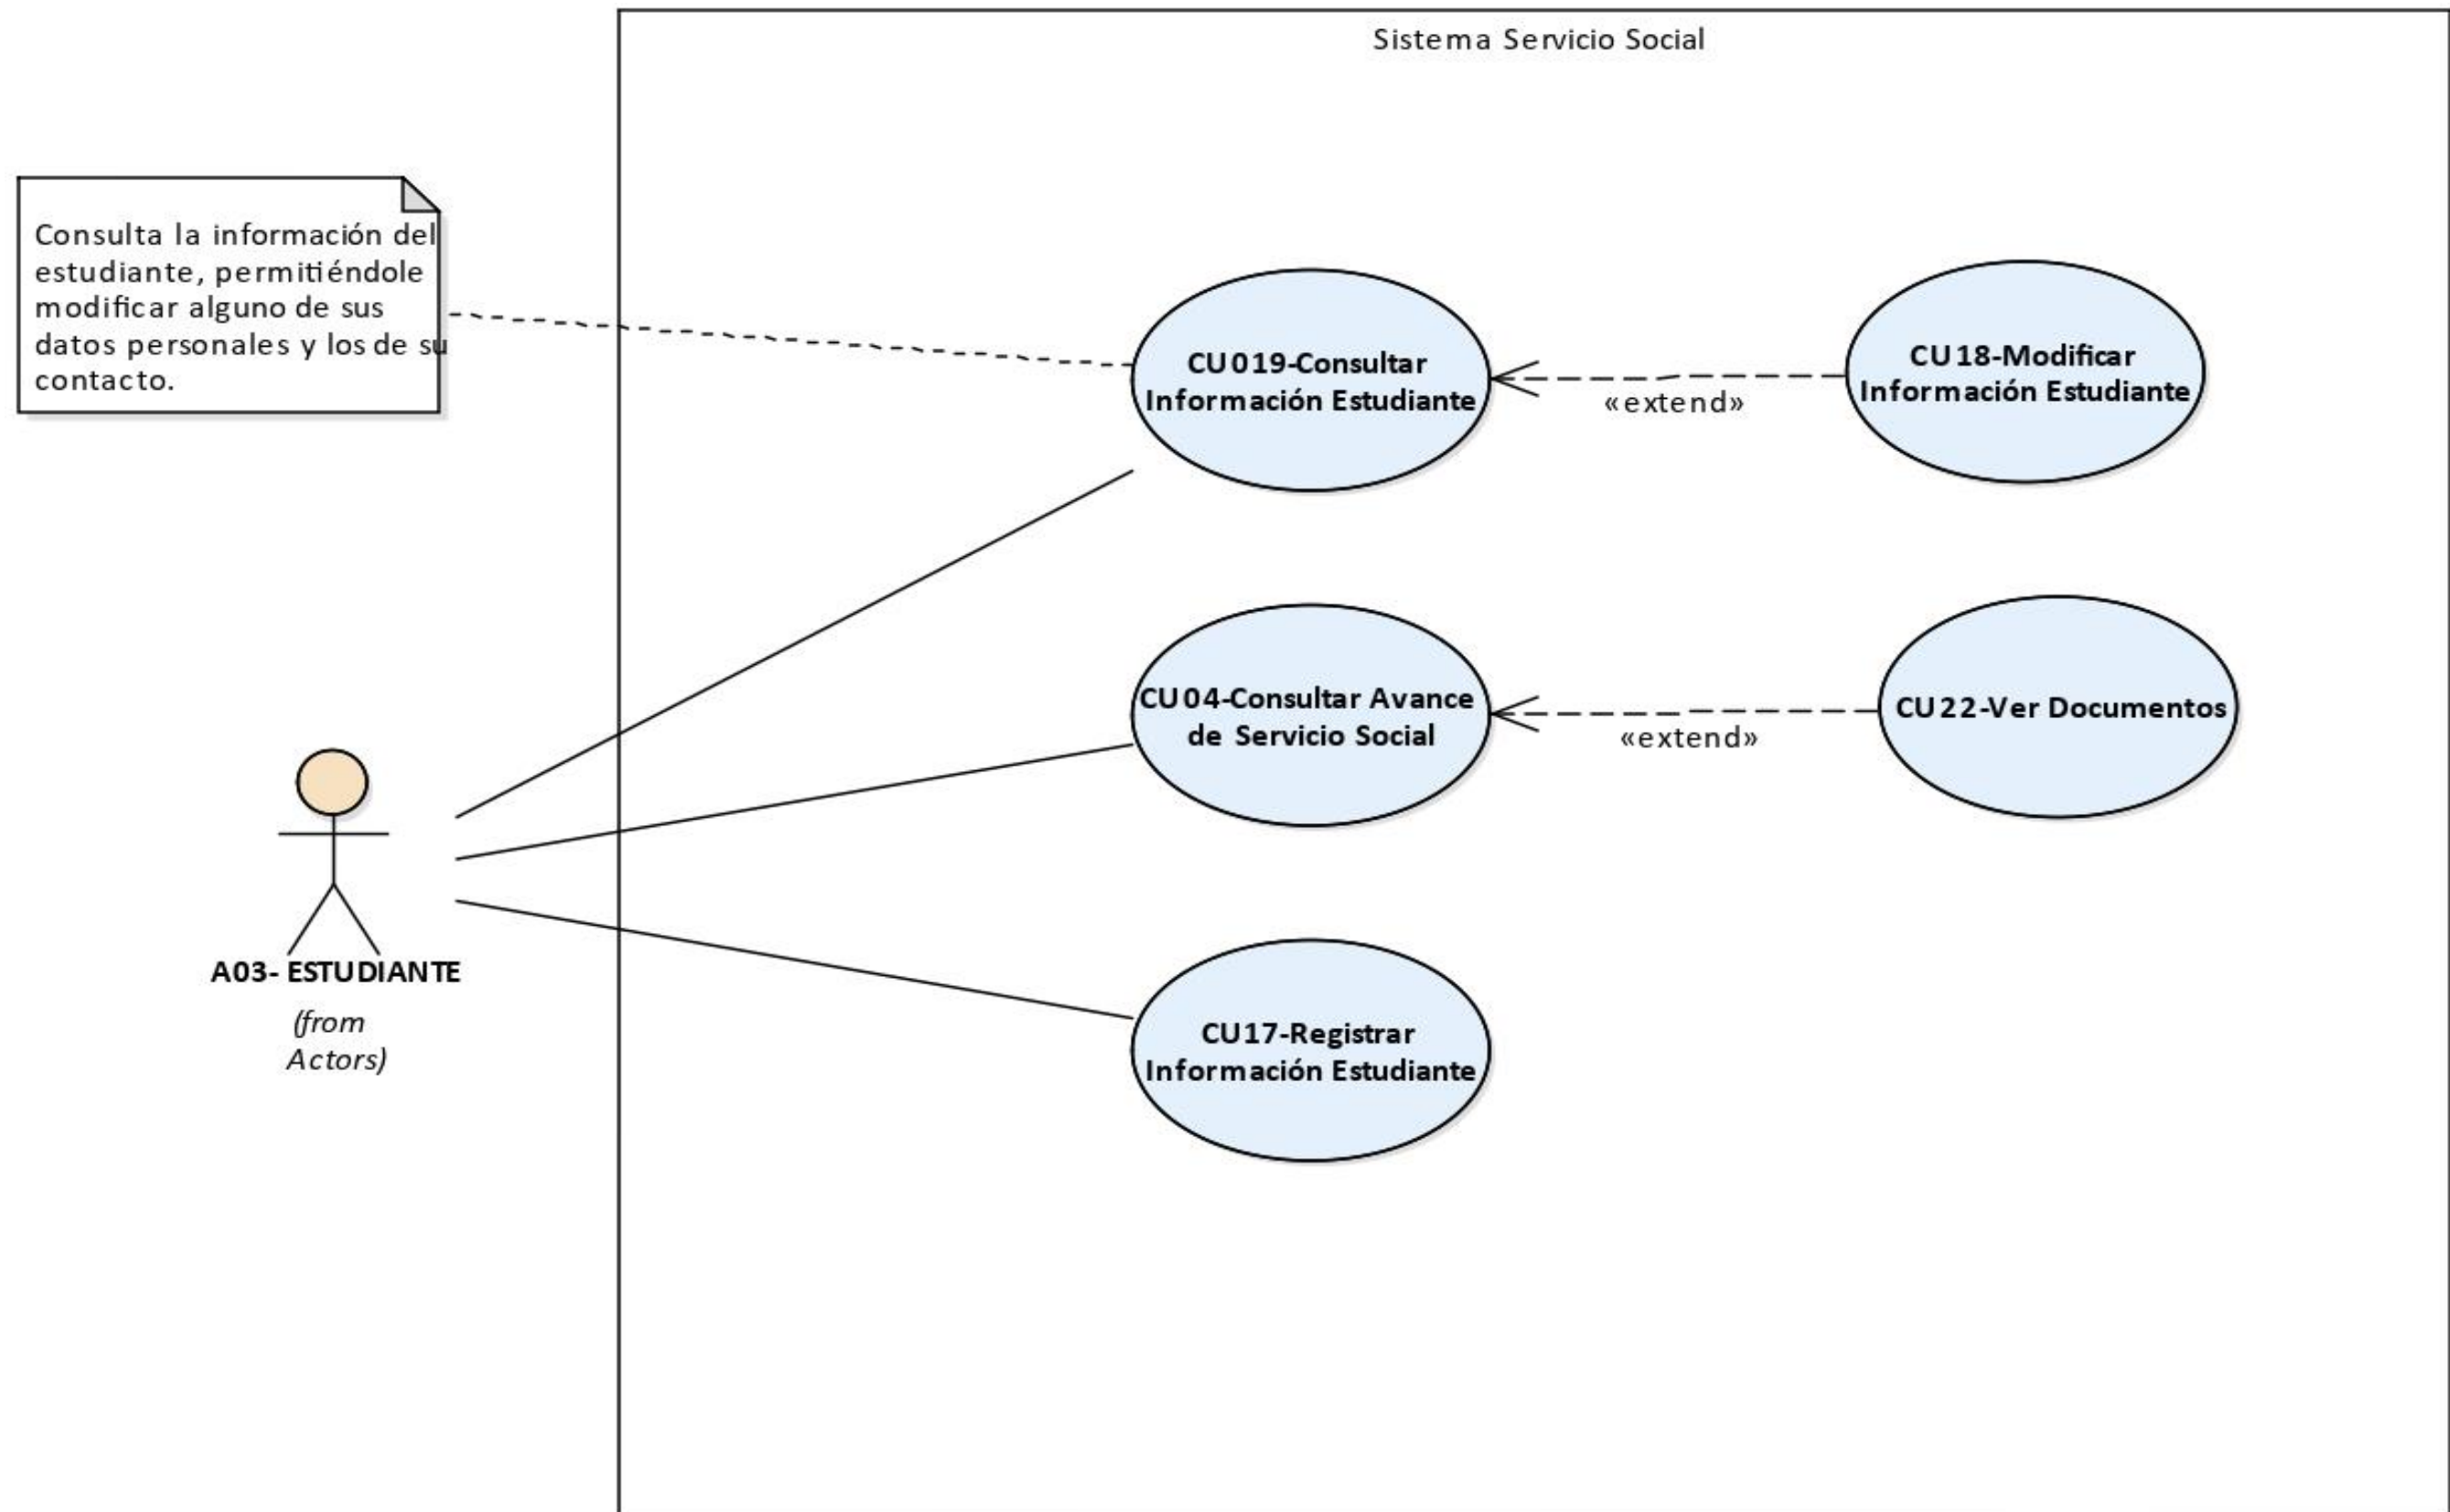 Sistema Servicio Social
Consulta la información del
estudiante, permitiéndole
modificar alguno de sus
datos personales y los de su
contacto.
CU019-Consultar
Información Estudiante
«extend»
CU18-Modificar
Información Estudiante
CU04-Consultar Avance
de Servicio Social
«extend»
CU22-Ver Documentos
A03- ESTUDIANTE
(from
Actors)
CU17-Registrar
Información Estudiante